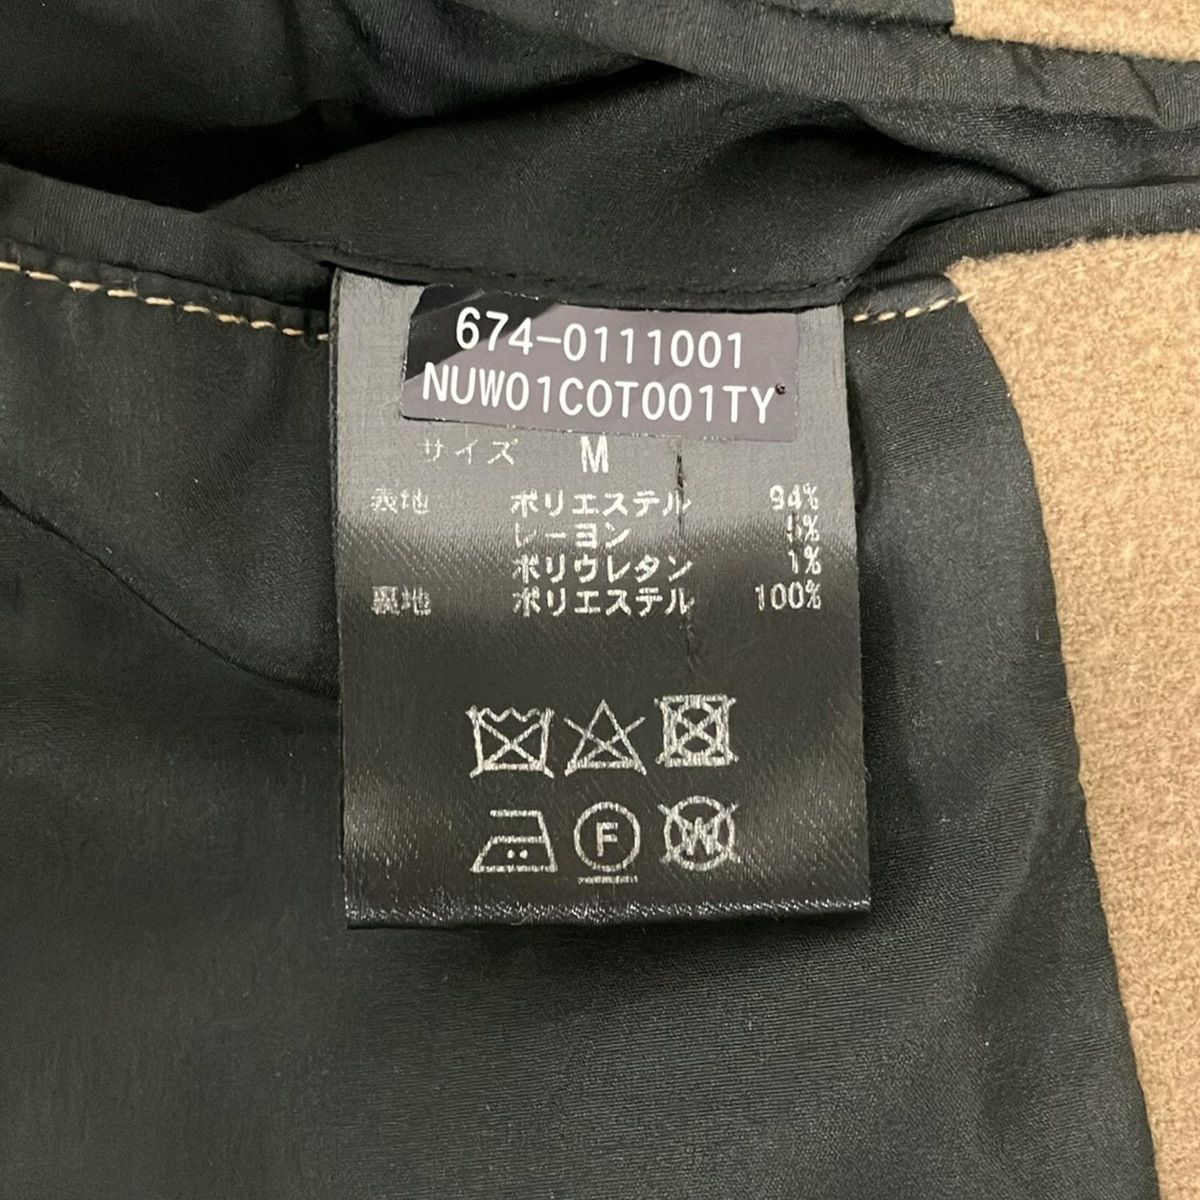 674-0111001
NUW01COT001TY
サイズ M
表地 ポリエステル 94%
レーヨン 5%
ポリウレタン 1%
裏地 ポリエステル 100%
F
W